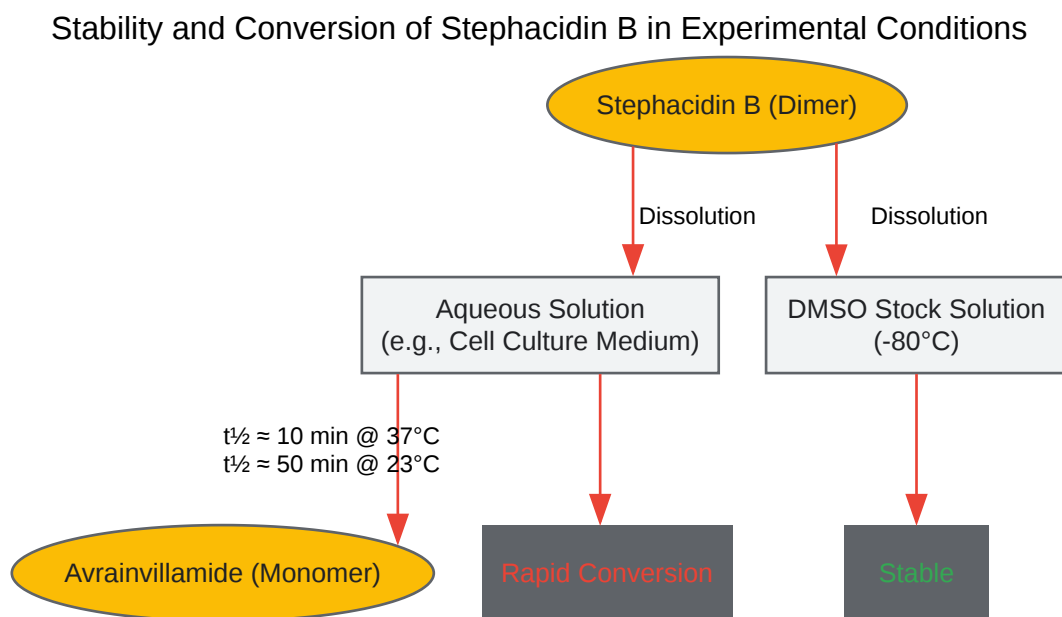 Stability and Conversion of Stephacidin B in Experimental Conditions
Stephacidin B (Dimer)
Dissolution
Dissolution
Aqueous Solution
(e.g., Cell Culture Medium)
DMSO Stock Solution
(-80°C)
t½ ≈ 10 min @ 37°C
t½ ≈ 50 min @ 23°C
Avrainvillamide (Monomer)
Rapid Conversion
Stable